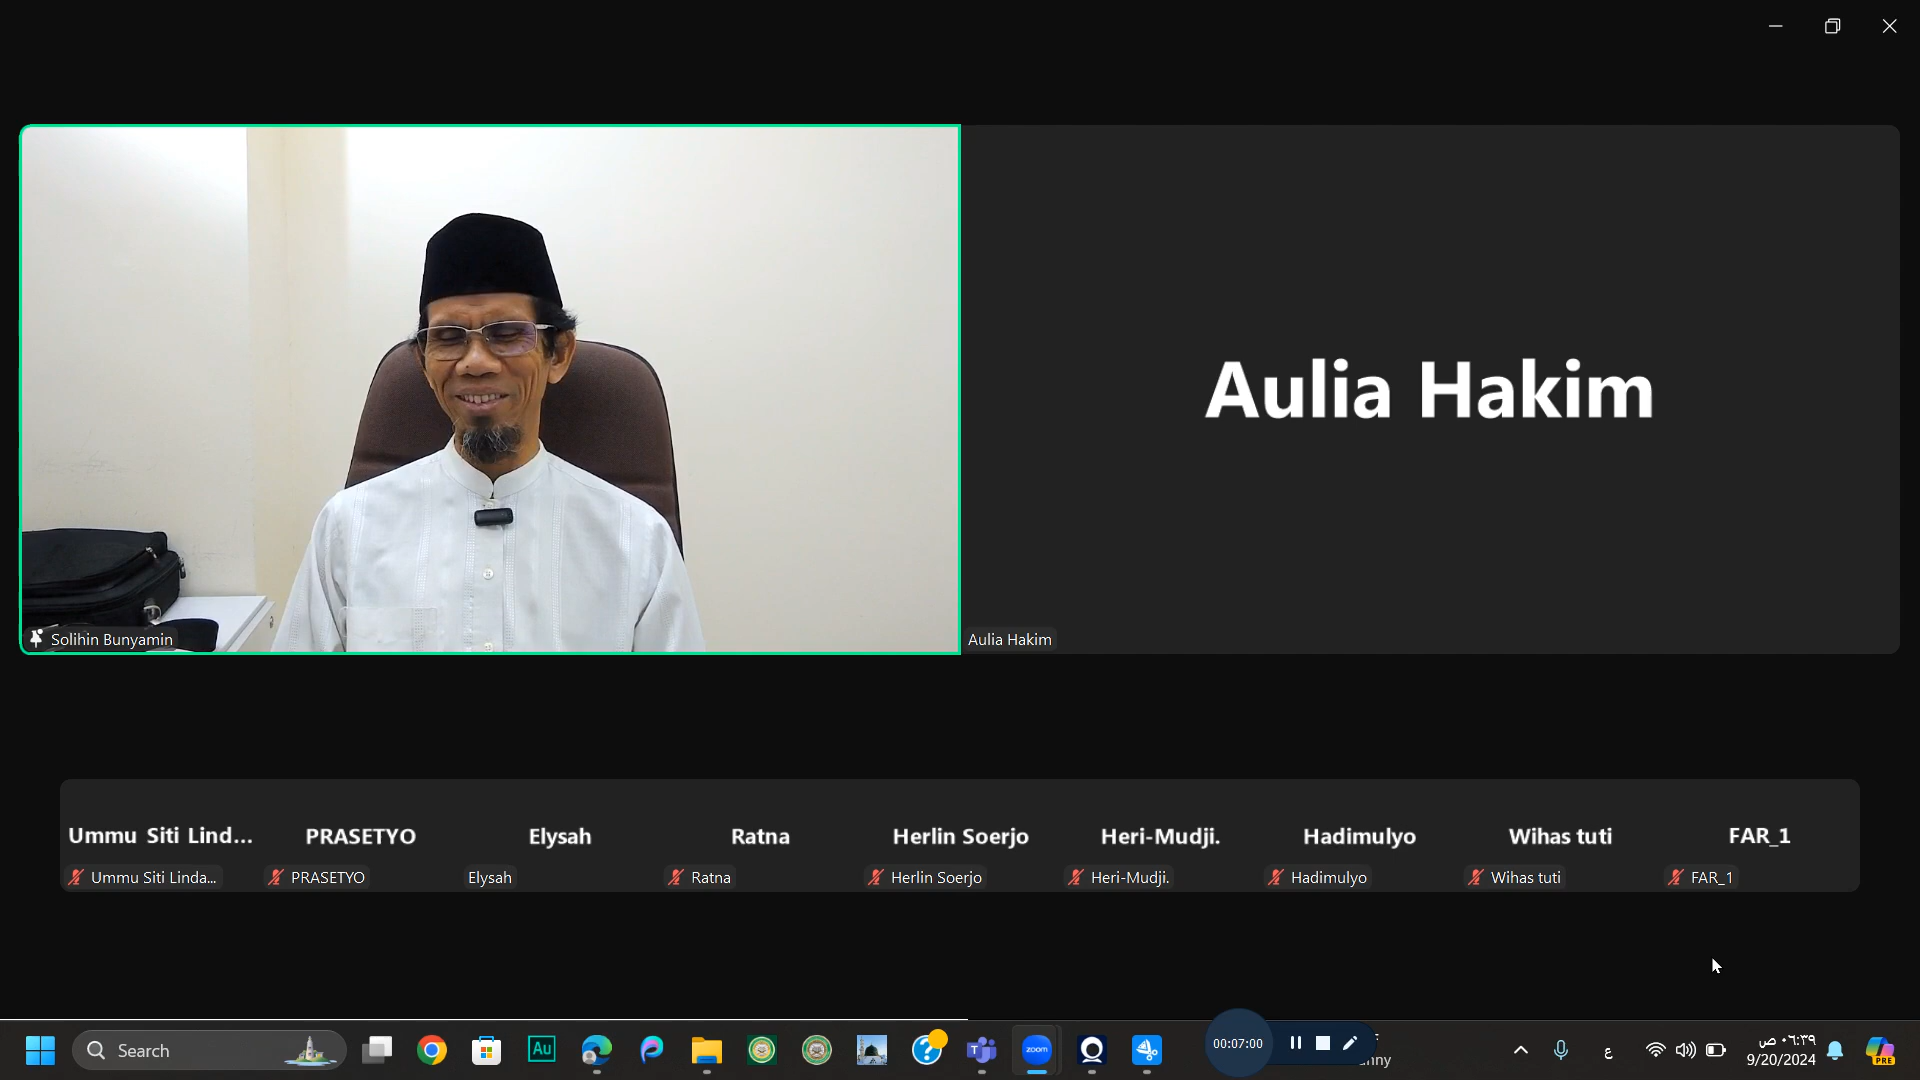 Solihin Bunyamin
Aulia Hakim
Aulia Hakim
Ummu Siti Lind...
PRASETYO
Elysah
Ratna
Herlin Soerjo
Heri-Mudji.
Hadimulyo
Wihas tuti
FAR_1
Ummu Siti Linda...
PRASETYO
Elysah
Ratna
Herlin Soerjo
Heri-Mudji.
Hadimulyo
Wihas tuti
FAR_1
Search
Au
zoom
00:07:00
ع
٠٦:٣٩ ص
9/20/2024
PRE